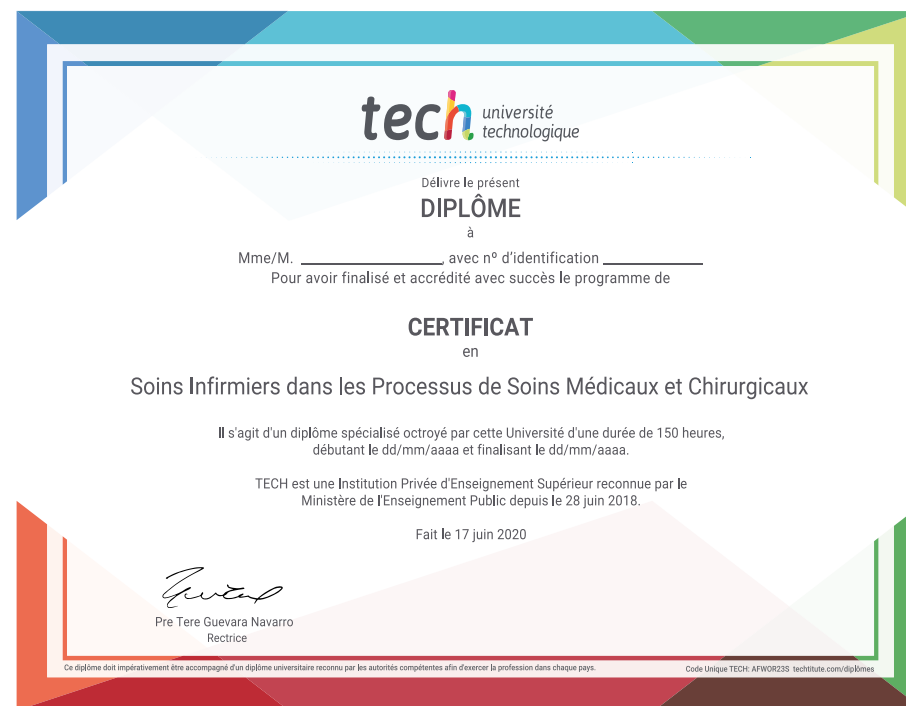 tech université
technologique
Délivre le présent
DIPLÔME
à
Mme/M. ____________________, avec nº d'identification ______________
Pour avoir finalisé et accrédité avec succès le programme de
CERTIFICAT
en
Soins Infirmiers dans les Processus de Soins Médicaux et Chirurgicaux
Il s'agit d'un diplôme spécialisé octroyé par cette Université d'une durée de 150 heures,
débutant le dd/mm/aaaa et finalisant le dd/mm/aaaa.
TECH est une Institution Privée d'Enseignement Supérieur reconnue par le
Ministère de l'Enseignement Public depuis le 28 juin 2018.
Fait le 17 juin 2020
Pre Tere Guevara Navarro
Rectrice
Ce diplôme doit impérativement être accompagné d'un diplôme universitaire reconnu par les autorités compétentes afin d'exercer la profession dans chaque pays.
Code Unique TECH: AFWOR23S techtitute.com/diplômes